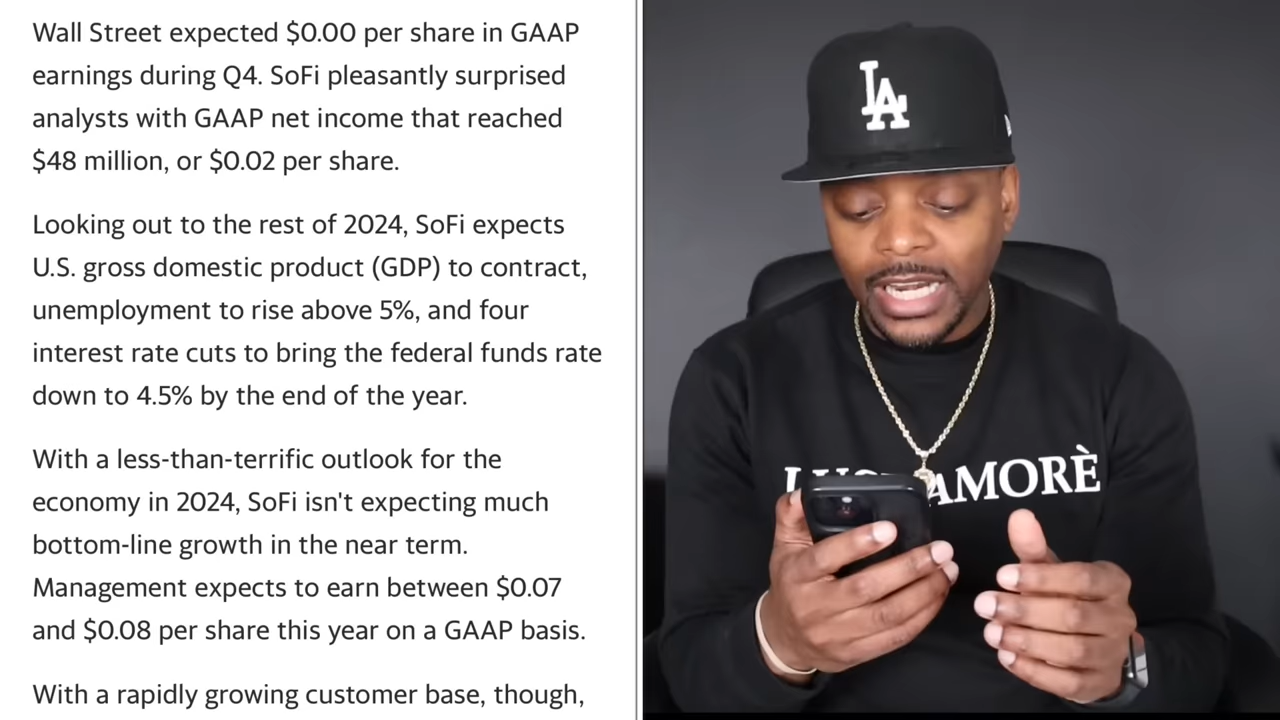 Wall Street expected $0.00 per share in GAAP
earnings during Q4. SoFi pleasantly surprised
analysts with GAAP net income that reached
$48 million, or $0.02 per share.
Looking out to the rest of 2024, SoFi expects
U.S. gross domestic product (GDP) to contract,
unemployment to rise above 5%, and four
interest rate cuts to bring the federal funds rate
down to 4.5% by the end of the year.
With a less-than-terrific outlook for the
economy in 2024, SoFi isn't expecting much
bottom-line growth in the near term.
Management expects to earn between $0.07
and $0.08 per share this year on a GAAP basis.
With a rapidly growing customer base, though,
LA
AMORÈ